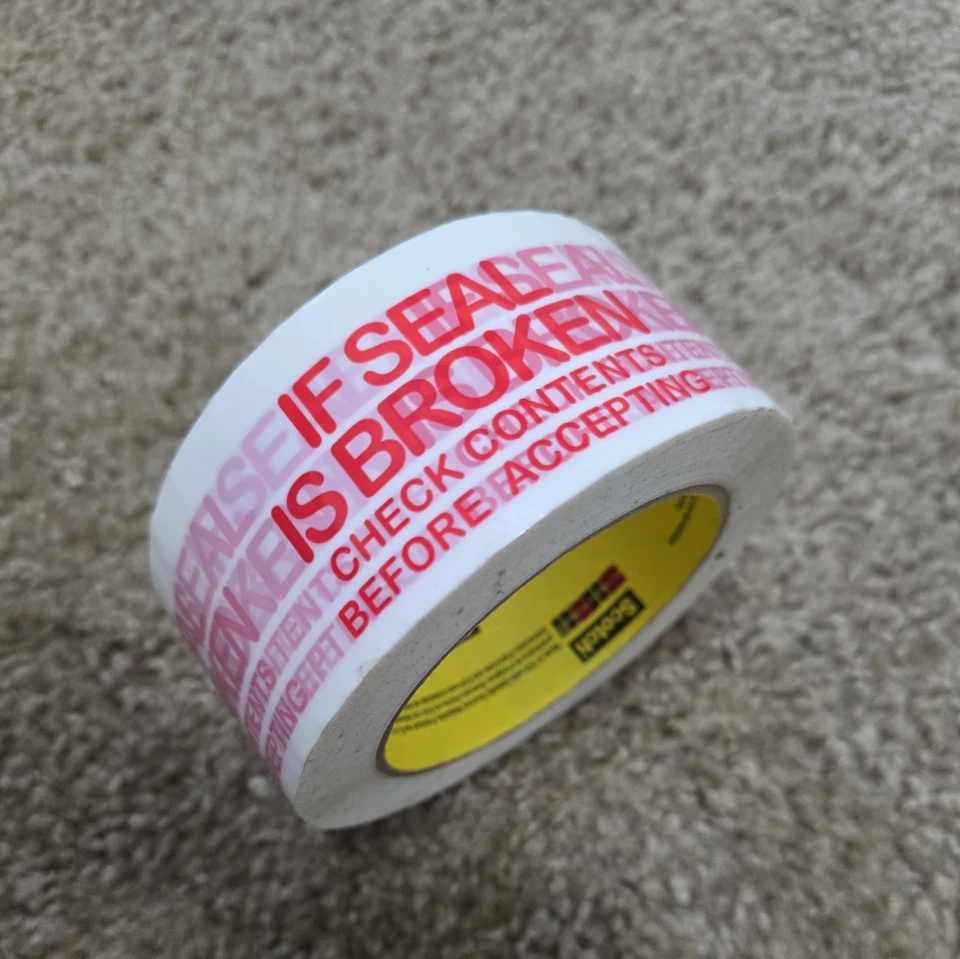 IF SEAL
IS BROKEN
CHECK CONTENTS
BEFORE ACCEPTING
Scotch